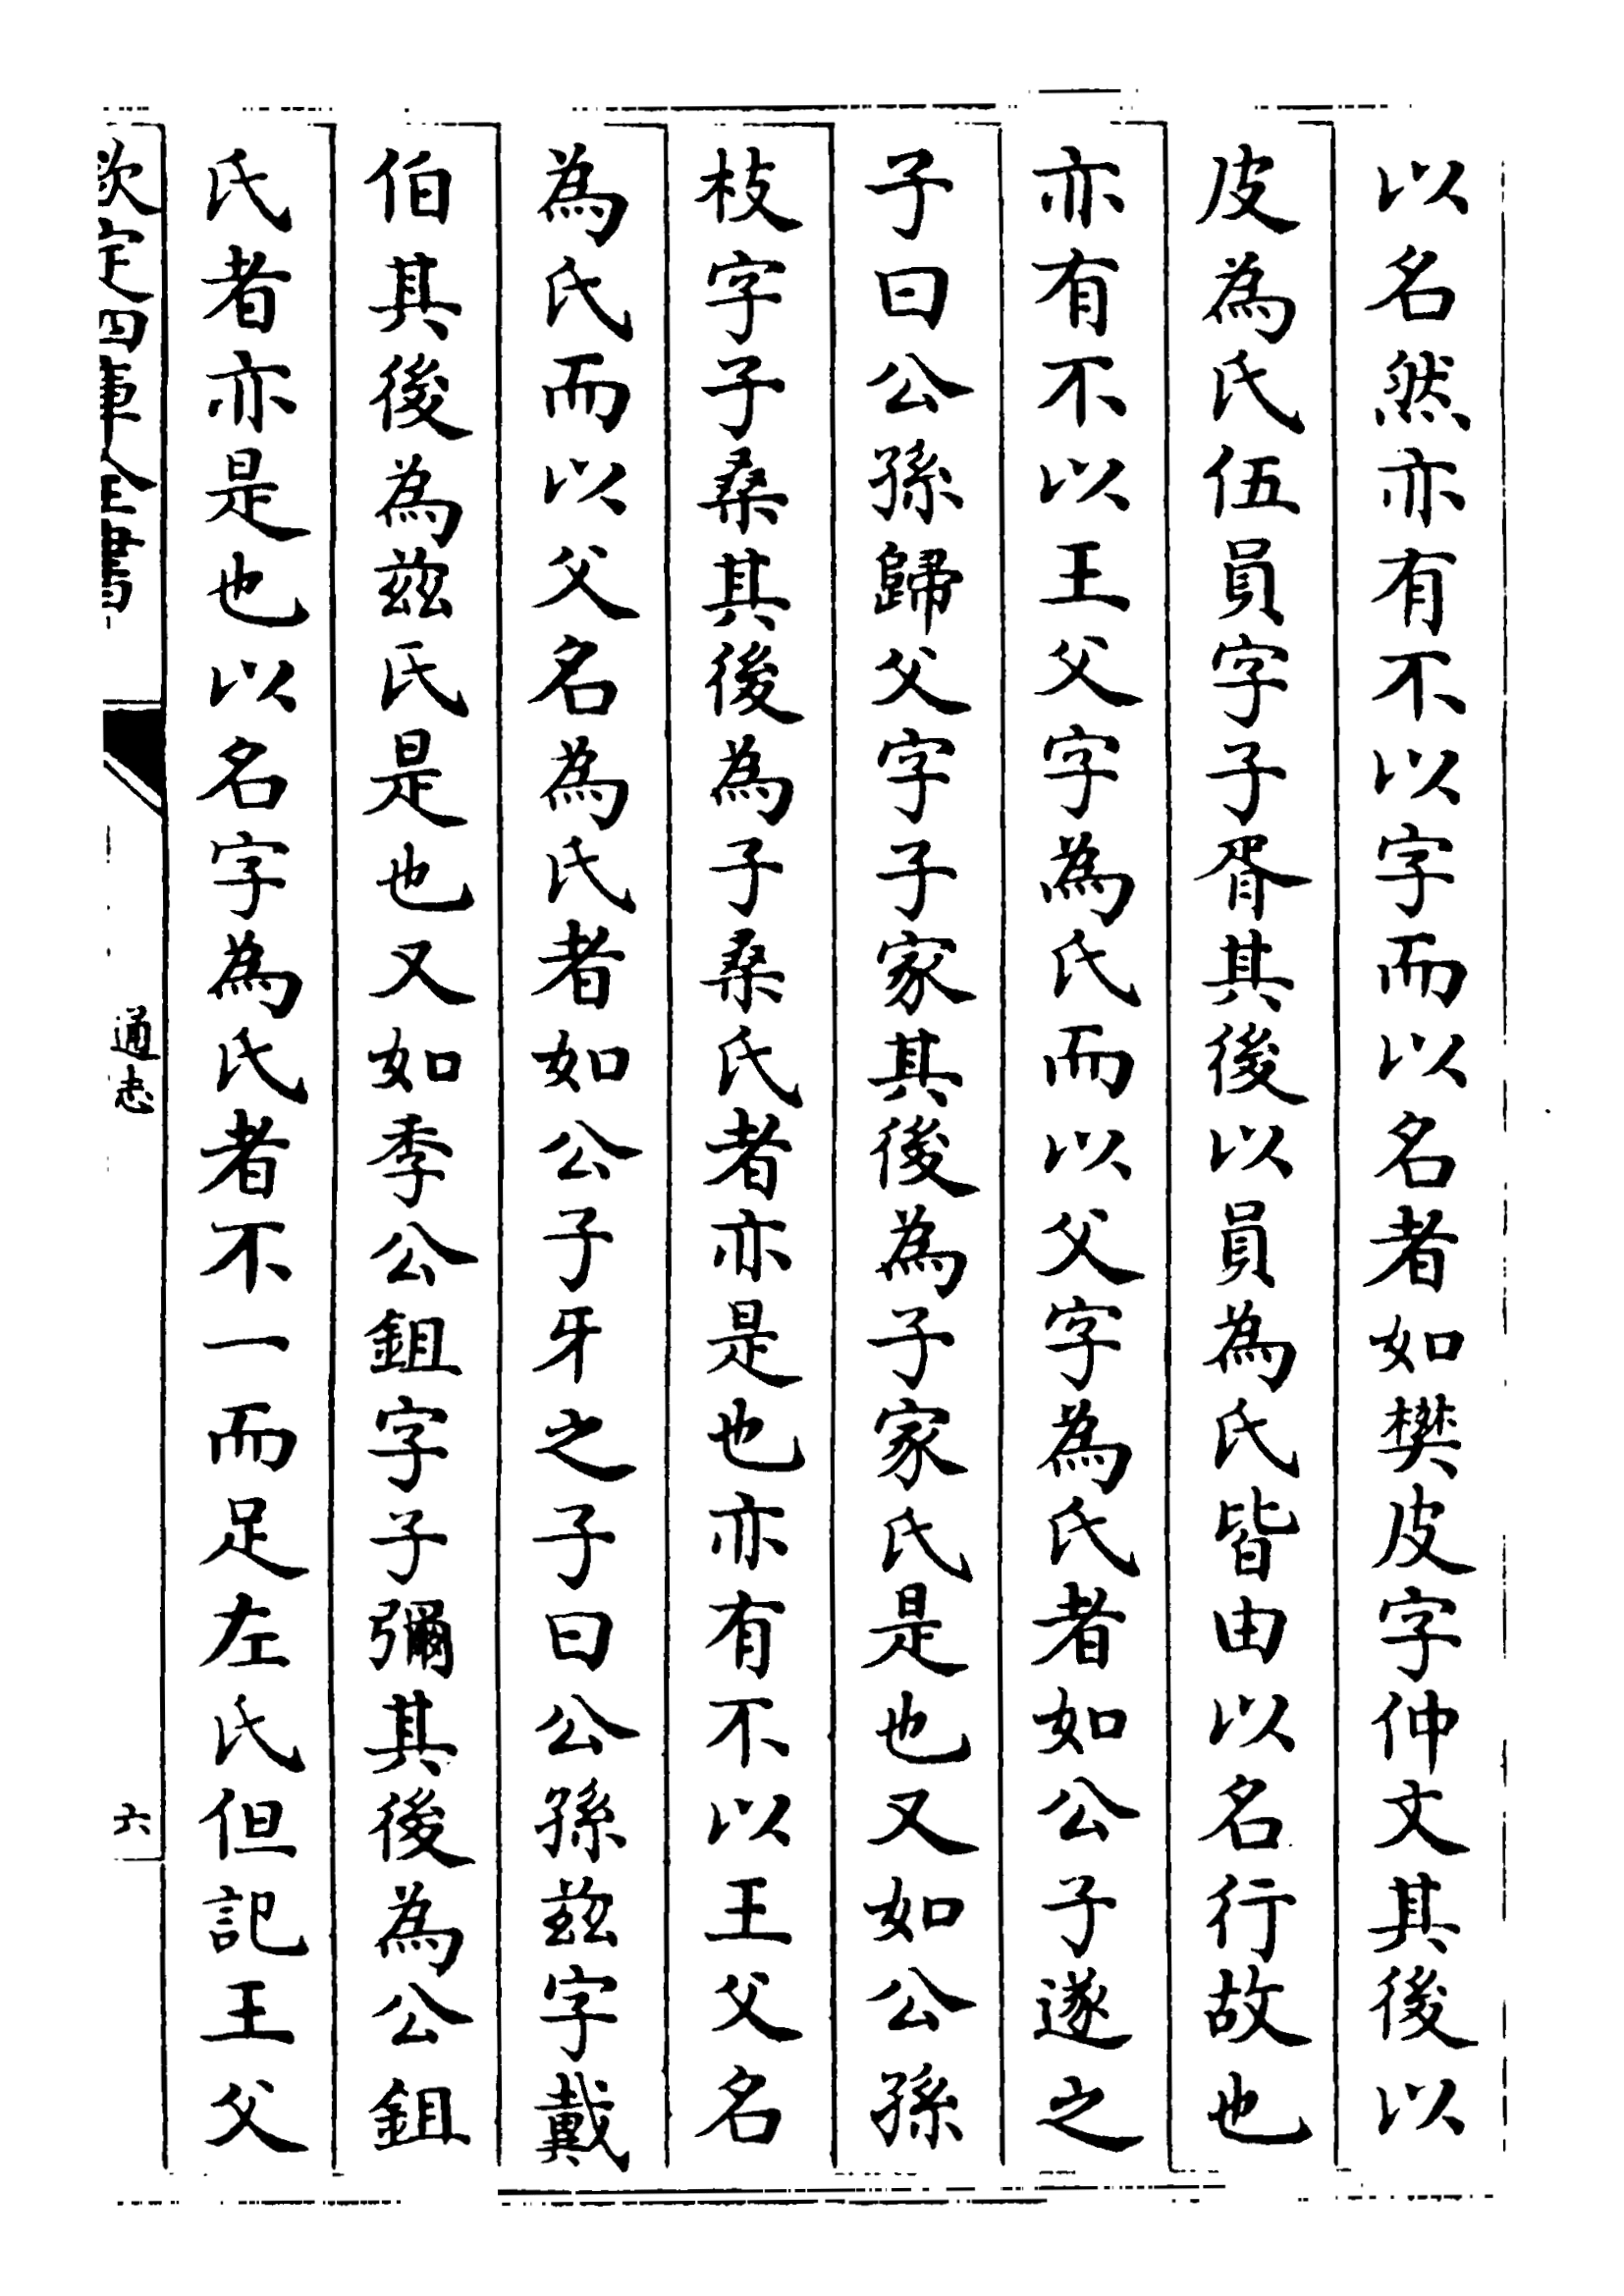 以名然亦有不以字而以名者如樊皮字仲文其後以
皮為氏伍員字子胥其後以員為氏皆由以名行故也
亦有不以王父字為氏而以父字為氏者如公子遂之
子曰公孫歸父字子家其後為子家氏是也又如公孫
枝字子桑其後為子桑氏者亦是也亦有不以王父名
為氏而以父名為氏者如公子牙之子曰公孫茲字戴
伯其後為茲氏是也又如季公鉏字子彌其後為公鉏
氏者亦是也以名字為氏者不一而足左氏但記王父
欽定四庫全書
通志
六